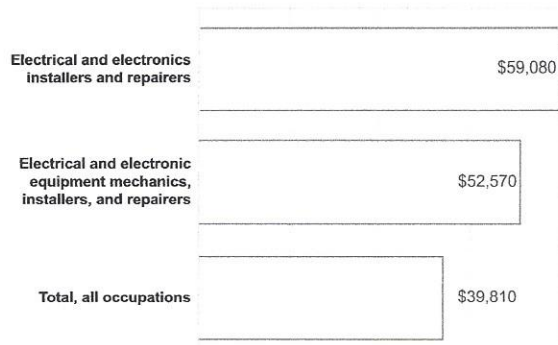 Electrical and electronics
installers and repairers
$59,080
Electrical and electronic
equipment mechanics,
installers, and repairers
$52,570
Total, all occupations
$39,810